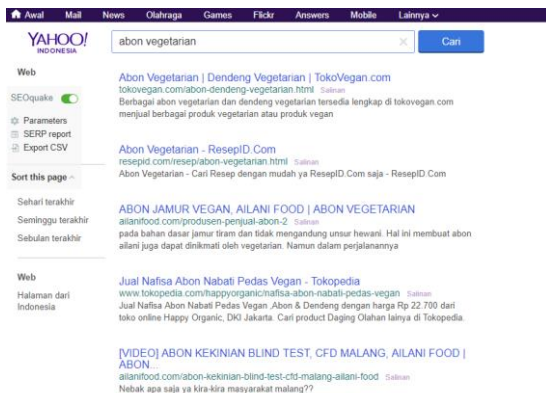 Awal Mail News Olahraga Games Flickr Answers Mobile Lainnya
YAHOO!
INDONESIA
abon vegetarian
Cari
Web
SEOquake
Parameters
SERP report
Export CSV
Sort this page
Sehari terakhir
Seminggu terakhir
Sebulan terakhir
Web
Halaman dari
Indonesia
Abon Vegetarian | Dendeng Vegetarian | TokoVegan.com
tokovegan.com/abon-dendeng-vegetarian.html Salinan
Berbagai abon vegetarian dan dendeng vegetarian tersedia lengkap di tokovegan.com
menjual berbagai produk vegetarian atau produk vegan
Abon Vegetarian - ResepID.Com
resepid.com/resep/abon-vegetarian.html Salinan
Abon Vegetarian - Cari Resep dengan mudah ya ResepID.Com saja - ResepID.Com
ABON JAMUR VEGAN, AILANI FOOD | ABON VEGETARIAN
ailanifood.com/produsen-penjual-abon-2 Salinan
pada bahan dasar jamur tiram dan tidak mengandung unsur hewani. Hal ini membuat abon
ailani juga dapat dinikmati oleh vegetarian. Namun dalam perjalanannya
Jual Nafisa Abon Nabati Pedas Vegan - Tokopedia
www.tokopedia.com/happyorganic/nafisa-abon-nabati-pedas-vegan Salinan
Jual Nafisa Abon Nabati Pedas Vegan ,Abon & Dendeng dengan harga Rp 22.700 dari
toko online Happy Organic, DKI Jakarta. Cari product Daging Olahan lainya di Tokopedia.
[VIDEO] ABON KEKINIAN BLIND TEST, CFD MALANG, AILANI FOOD |
ABON...
ailanifood.com/abon-kekinian-blind-test-cfd-malang-ailani-food Salinan
Nebak apa saja ya kira-kira masyarakat malang??